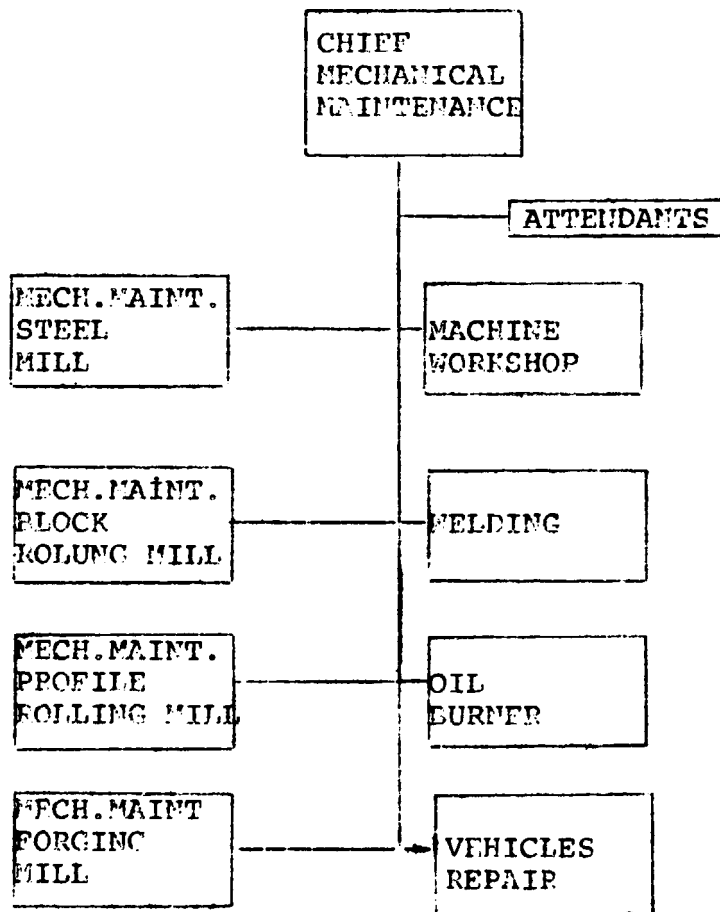 CHIEF
MECHANICAL
MAINTENANCE
ATTENDANTS
MECH.MAINT.
STEEL
MILL
MACHINE
WORKSHOP
MECH.MAINT.
BLOCK
ROLUNG MILL
WELDING
MECH.MAINT.
PROFILE
ROLLING MILL
OIL
BURNER
MECH.MAINT
FORGING
MILL
VEHICLES
REPAIR